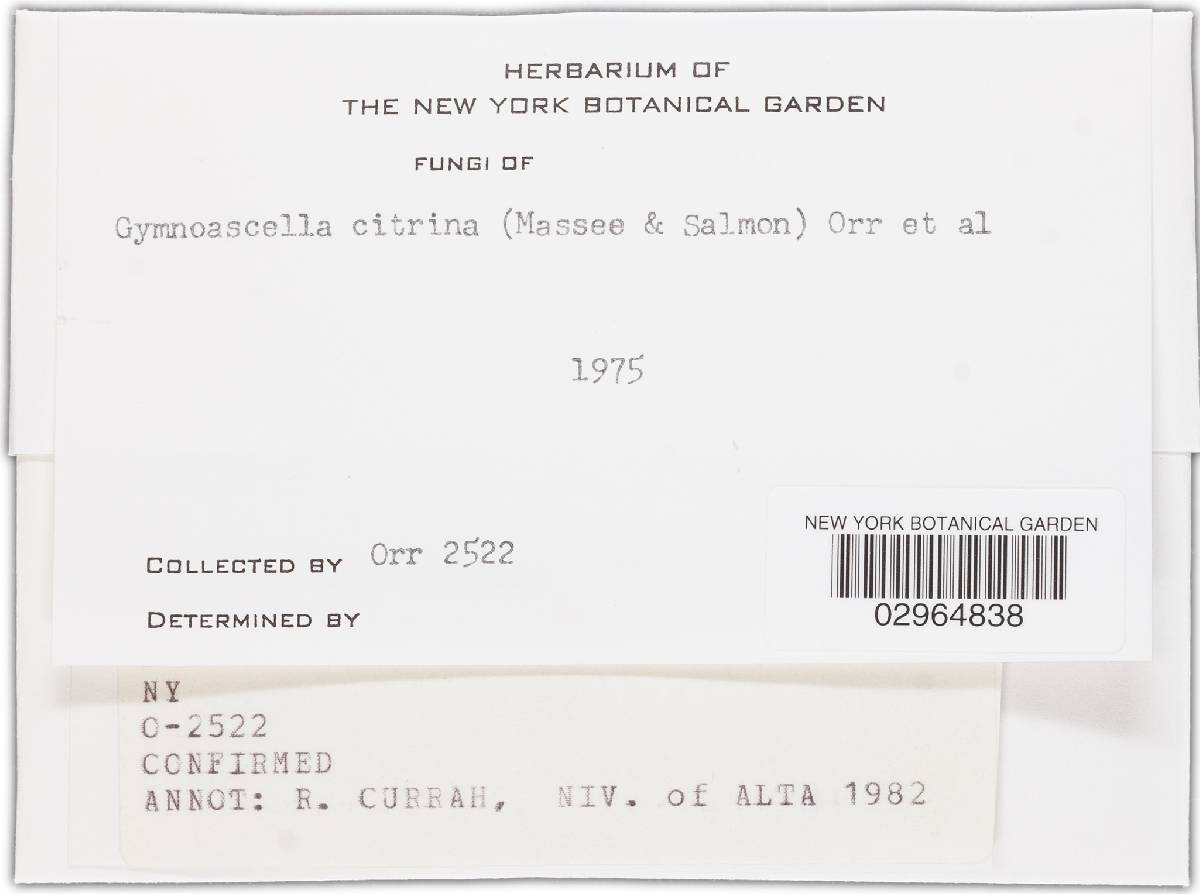 HERBARIUM OF
THE NEW YORK BOTANICAL GARDEN
FUNGI OF
Gymnoascella citrina (Massee & Salmon) Orr et al
1975
COLLECTED BY Orr 2522
DETERMINED BY
NEW YORK BOTANICAL GARDEN
02964838
NY
O-2522
CONFIRMED
ANNOT: R. CURRAH, NIV. of ALTA 1982